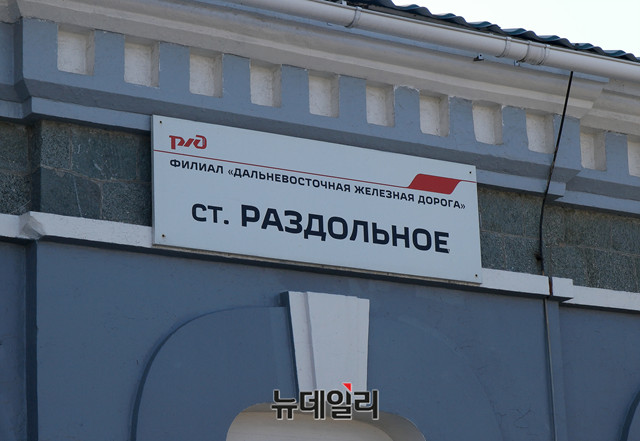 ржд
ФИЛИАЛ «ДАЛЬНЕВОСТОЧНАЯ ЖЕЛЕЗНАЯ ДОРОГА»
ст. РАЗДОЛЬНОЕ
뉴데일리